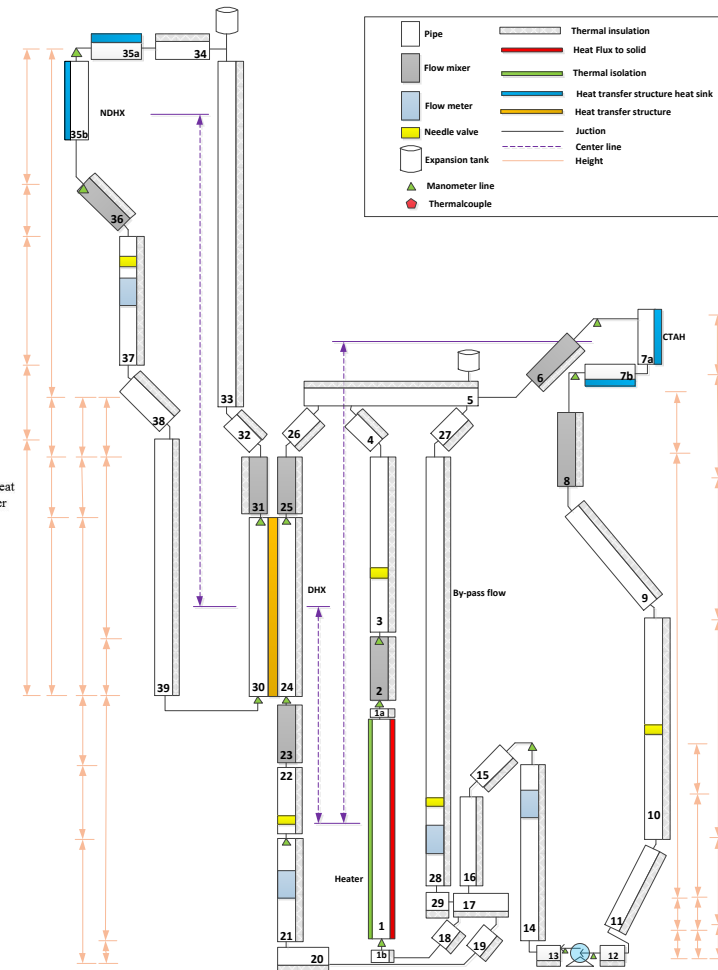 Pipe
Flow mixer
Flow meter
Needle valve
Expansion tank
Manometer line
Thermalcouple
Thermal insulation
Heat Flux to solid
Thermal isolation
Heat transfer structure heat sink
Heat transfer structure
Juction
Center line
Height
35a
34
NDHX
35b
36
37
38
33
32
26
4
27
5
6
7a
CTAH
7b
8
9
eat
er
31
25
DHX
By-pass flow
3
2
39
30
24
1a
23
22
15
10
16
Heater
28
29
17
21
1
14
11
18
19
20
1b
13
12